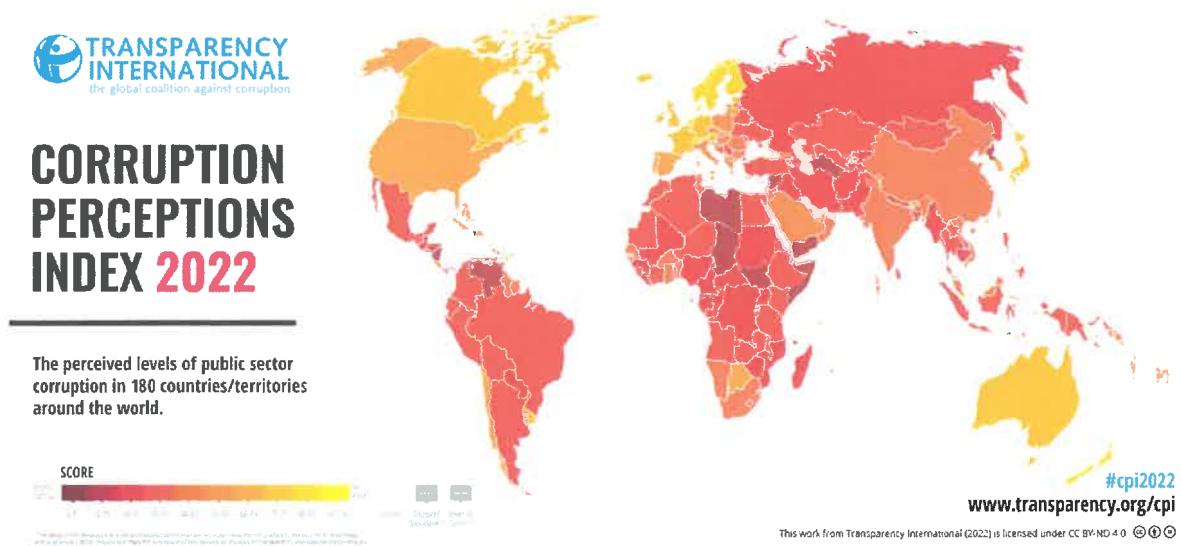 TRANSPARENCY
INTERNATIONAL
the global coalition against corruption
CORRUPTION
PERCEPTIONS
INDEX 2022
The perceived levels of public sector
corruption in 180 countries/territories
around the world.
SCORE
#cpi2022
www.transparency.org/cpi
This work from Transparency International (2022) is licensed under CC BY-ND 4.0